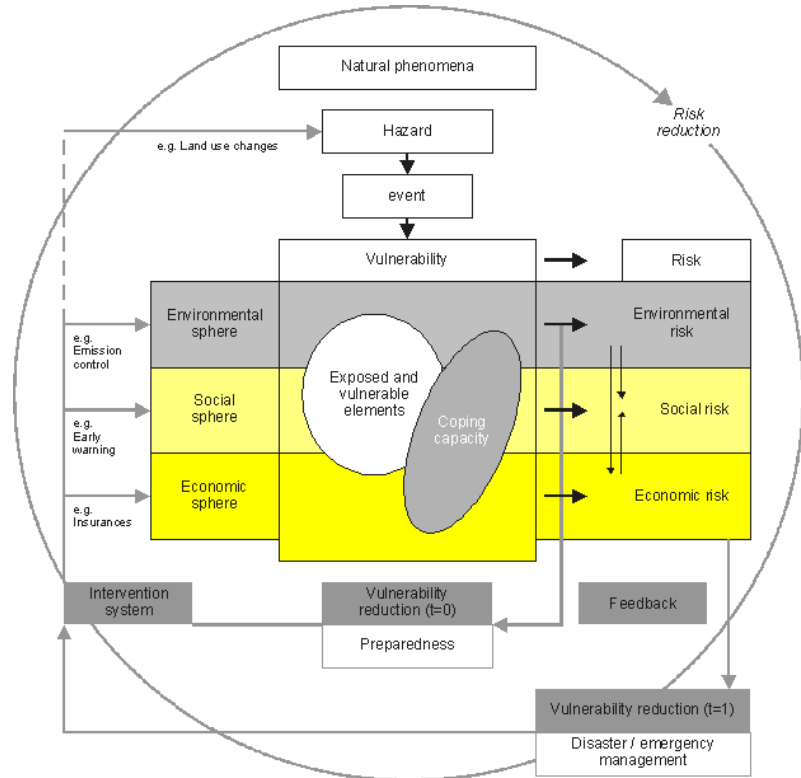 Natural phenomena
Risk
reduction
Hazard
e.g. Land use changes
event
Vulnerability
Risk
Environmental
sphere
Environmental
risk
e.g.
Emission
control
Exposed and
vulnerable
elements
Social
sphere
Coping
capacity
Social risk
e.g.
Early
warning
Economic
sphere
Economic risk
e.g.
Insurances
Intervention
system
Vulnerability
reduction (t=0)
Feedback
Preparedness
Vulnerability reduction (t=1)
Disaster / emergency
management